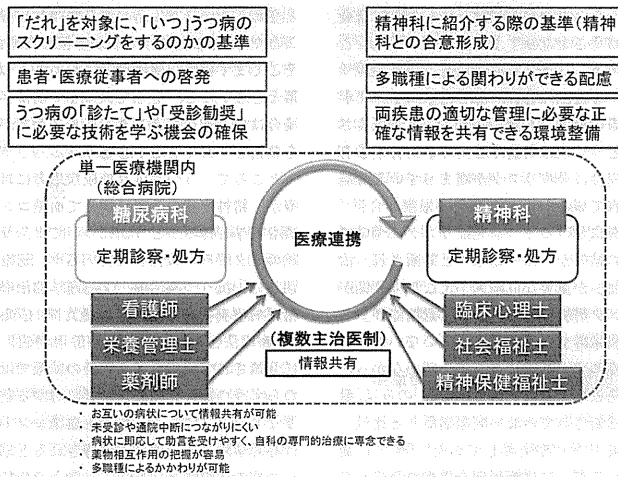 「だれ」を対象に、「いつ」うつ病の
スクリーニングをするのかの基準
患者・医療従事者への啓発
うつ病の「診たて」や「受診勧奨」
に必要な技術を学ぶ機会の確保
精神科に紹介する際の基準(精神
科との合意形成)
多職種による関わりができる配慮
両疾患の適切な管理に必要な正
確な情報を共有できる環境整備
単一医療機関内
(総合病院)
糖尿病科
定期診察・処方
看護師
栄養管理士
薬剤師
医療連携
(複数主治医制)
情報共有
精神科
定期診察・処方
臨床心理士
社会福祉士
精神保健福祉士
・ お互いの病状について情報共有が可能
・ 未受診や通院中断につながりにくい
・ 病状に即応して助言を受けやすく、自科の専門的治療に専念できる
・ 薬物相互作用の把握が容易
・ 多職種によるかかわりが可能